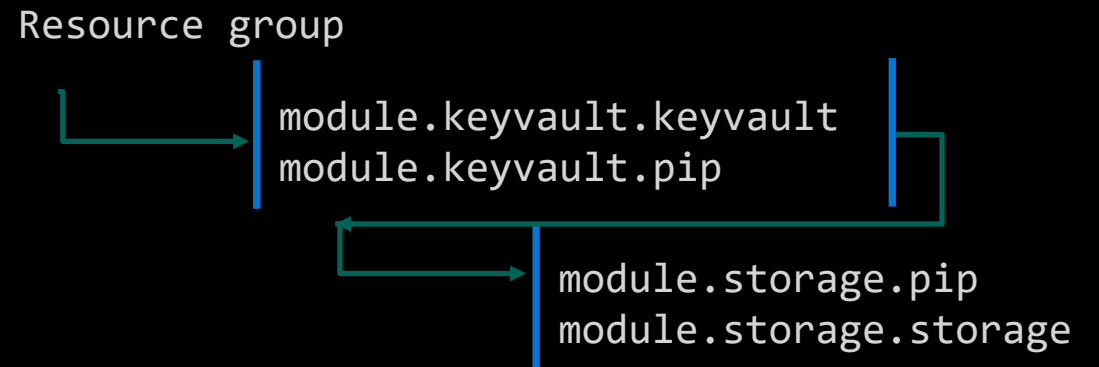 Resource group
module.keyvault.keyvault
module.keyvault.pip
module.storage.pip
module.storage.storage